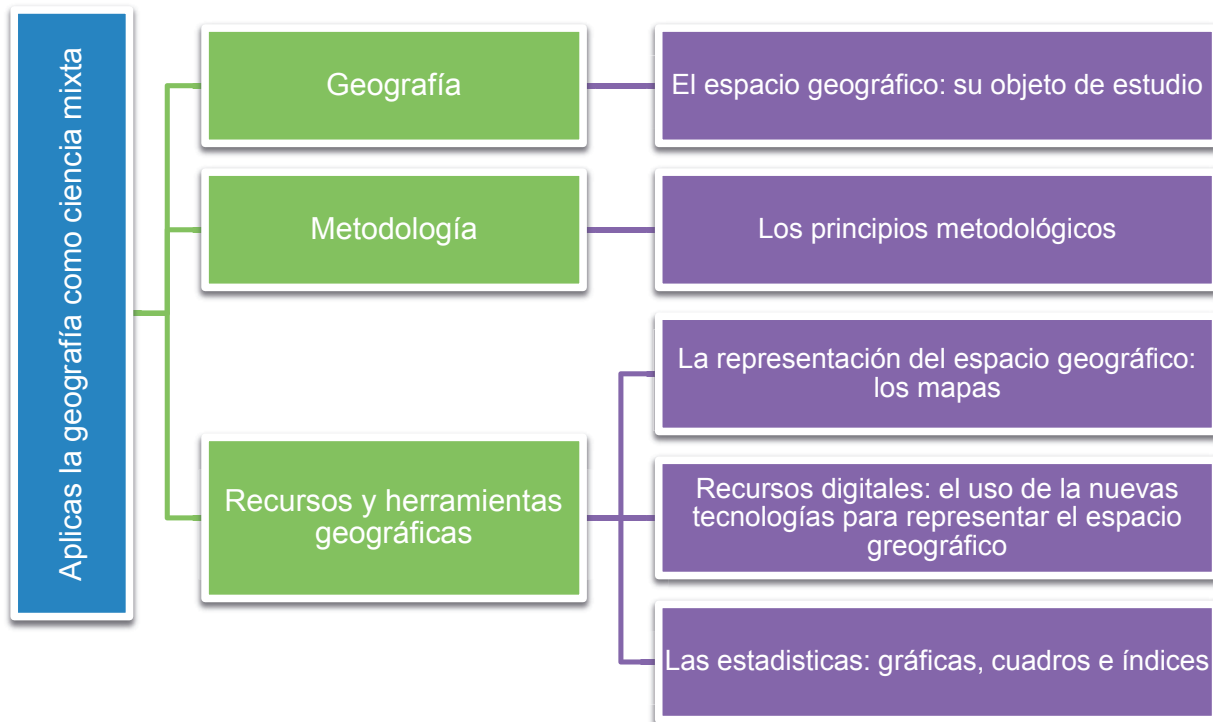 Aplicas la geografía como ciencia mixta
Geografía
El espacio geográfico: su objeto de estudio
Metodología
Los principios metodológicos
Recursos y herramientas
geográficas
La representación del espacio geográfico:
los mapas
Recursos digitales: el uso de la nuevas
tecnologías para representar el espacio
greográfico
Las estadisticas: gráficas, cuadros e índices